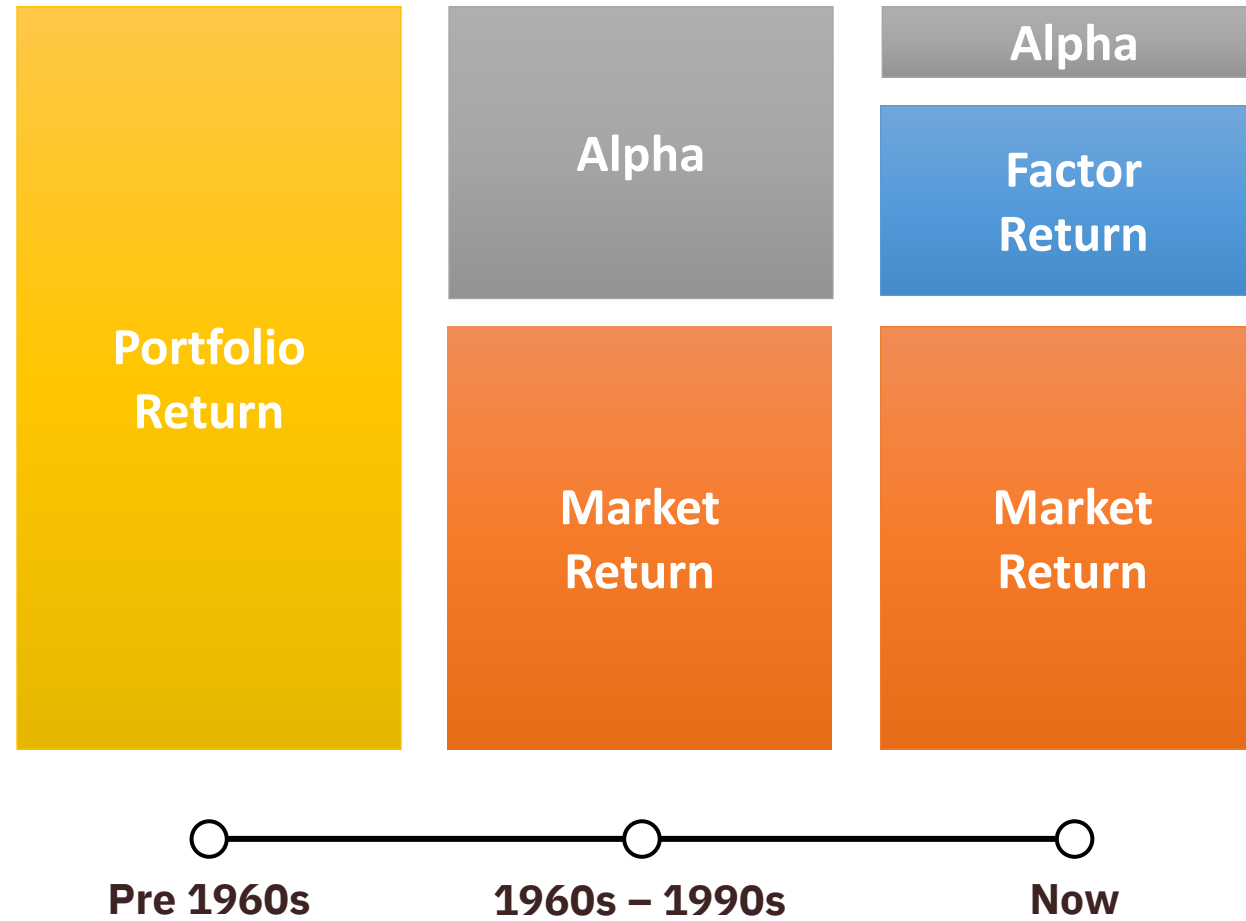 Portfolio
Return
Alpha
Market
Return
Alpha
Factor
Return
Market
Return
Pre 1960s
1960s – 1990s
Now